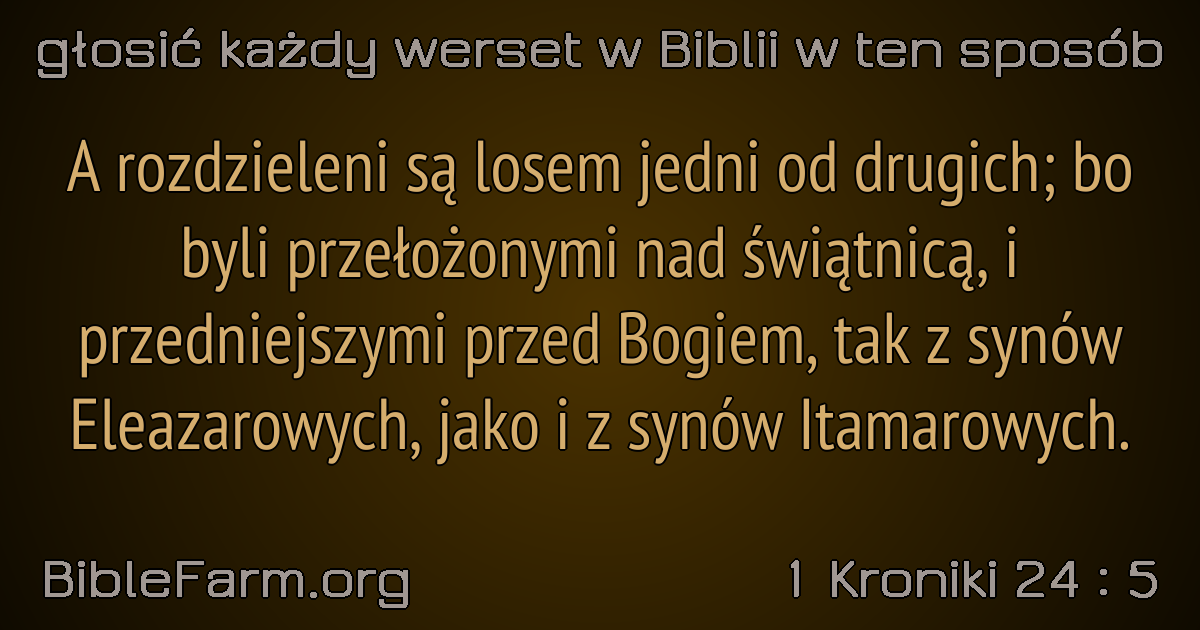 głosić każdy werset w Biblii w ten sposób
A rozdzieleni są losem jedni od drugich; bo
byli przełożonymi nad świątnicą, i
przedniejszymi przed Bogiem, tak z synów
Eleazarowych, jako i z synów Itamarowych.
BibleFarm.org
1 Kroniki 24 : 5